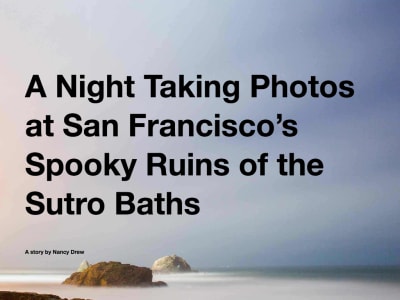 A Night Taking Photos
at San Francisco’s
Spooky Ruins of the
Sutro Baths
A story by Nancy Drew